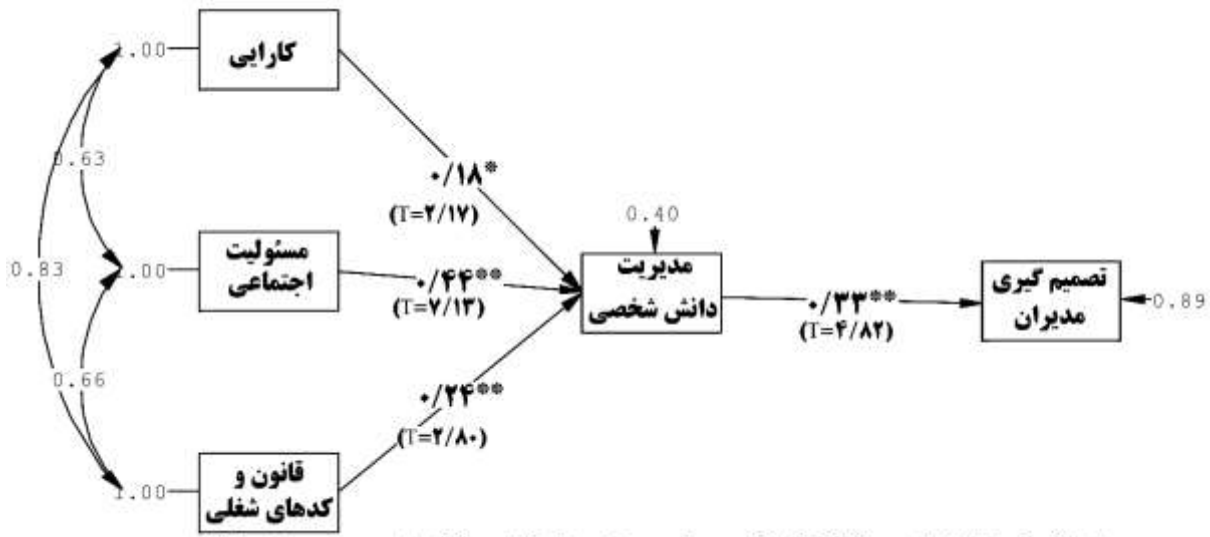 1.00
کارایی
0.63
۰/۱۸*
(T=۲/۱۷)
0.40
0.83
1.00
مسئولیت
اجتماعی
۰/۴۴**
(T=۷/۱۳)
مدیریت
دانش شخصی
۰/۳۳**
(T=۴/۸۲)
تصمیم گیری
مدیران
0.89
0.66
۰/۲۴**
(T=۲/۸۰)
1.00
قانون و
کدهای شغلی